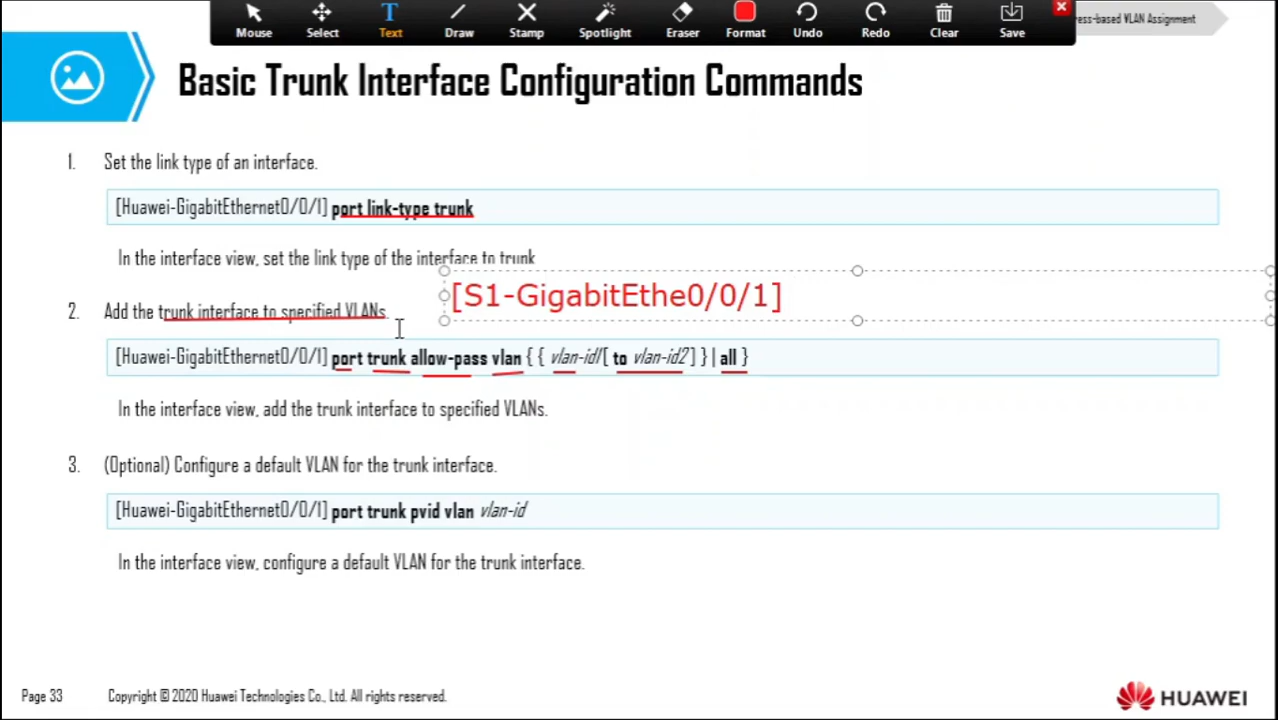 Mouse Select Text Draw Stamp Spotlight Eraser Format Undo Redo Clear Save
ess-based VLAN Assignment
Basic Trunk Interface Configuration Commands
1. Set the link type of an interface.
[Huawei-GigabitEthernet0/0/1] port link-type trunk
In the interface view, set the link type of the interface to trunk
[S1-GigabitEthe0/0/1]
2. Add the trunk interface to specified VLANs.
[Huawei-GigabitEthernet0/0/1] port trunk allow-pass vlan { { vlan-id1[ to vlan-id2 ] } | all }
In the interface view, add the trunk interface to specified VLANs.
3. (Optional) Configure a default VLAN for the trunk interface.
[Huawei-GigabitEthernet0/0/1] port trunk pvid vlan vlan-id
In the interface view, configure a default VLAN for the trunk interface.
Page 33 Copyright © 2020 Huawei Technologies Co., Ltd. All rights reserved.
HUAWEI